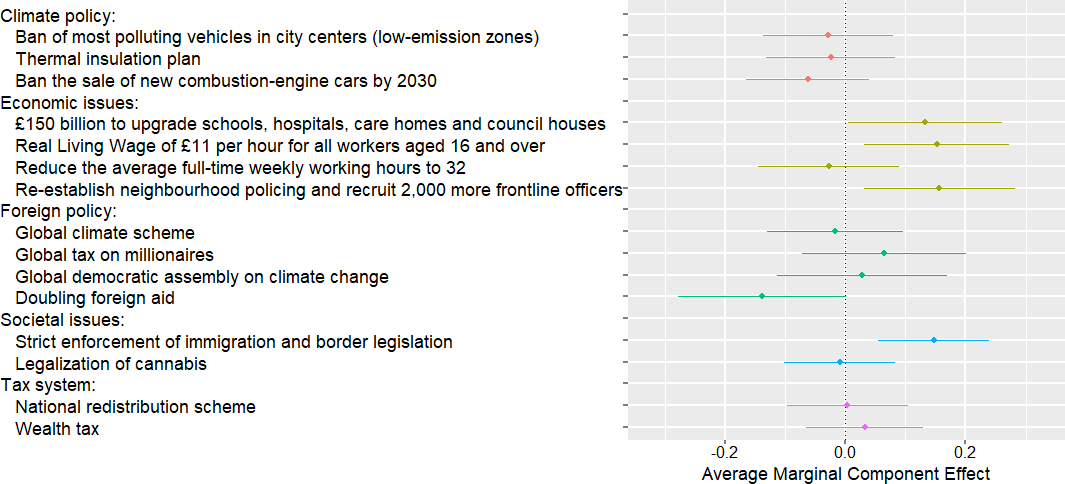 Climate policy:
Ban of most polluting vehicles in city centers (low-emission zones)
Thermal insulation plan
Ban the sale of new combustion-engine cars by 2030
Economic issues:
£150 billion to upgrade schools, hospitals, care homes and council houses
Real Living Wage of £11 per hour for all workers aged 16 and over
Reduce the average full-time weekly working hours to 32
Re-establish neighbourhood policing and recruit 2,000 more frontline officers
Foreign policy:
Global climate scheme
Global tax on millionaires
Global democratic assembly on climate change
Doubling foreign aid
Societal issues:
Strict enforcement of immigration and border legislation
Legalization of cannabis
Tax system:
National redistribution scheme
Wealth tax
-0.2 0.0 0.2
Average Marginal Component Effect